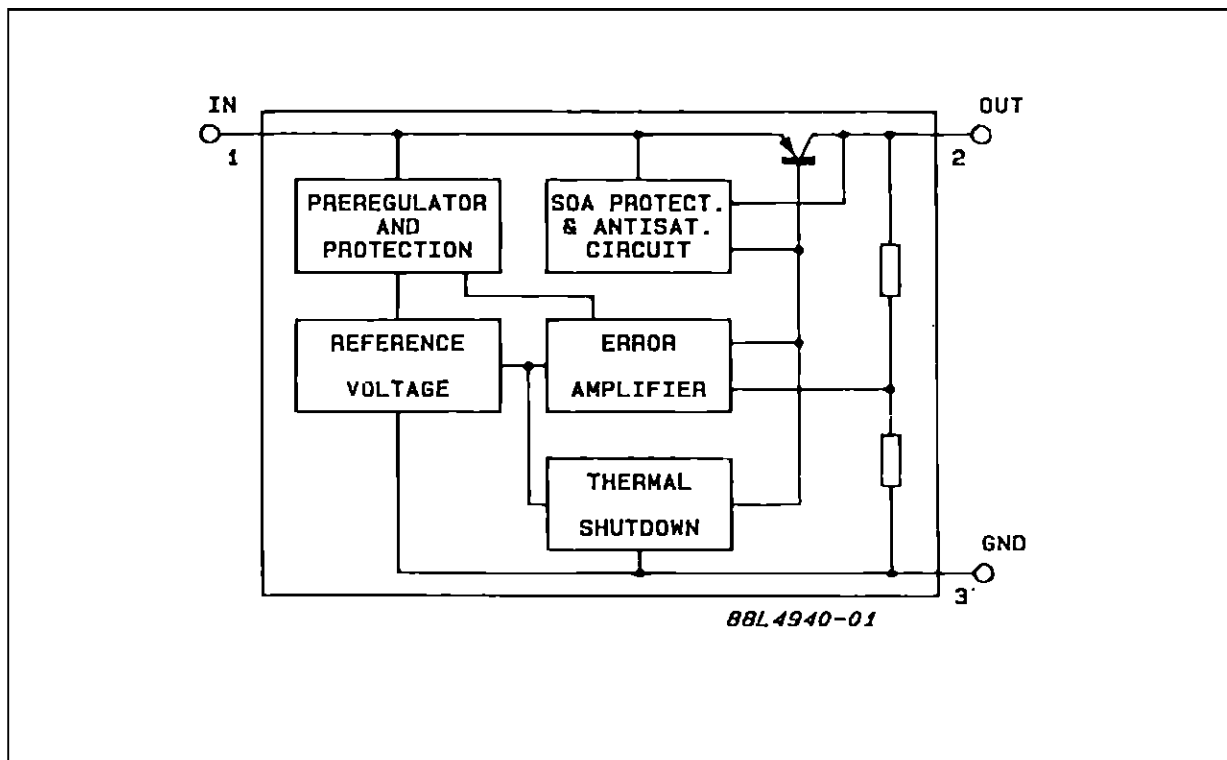 IN
OUT
1
2
PREREGULATOR
AND
PROTECTION
SOA PROTECT.
& ANTISAT.
CIRCUIT
REFERENCE
VOLTAGE
ERROR
AMPLIFIER
THERMAL
SHUTDOWN
GND
3
88L4940-01